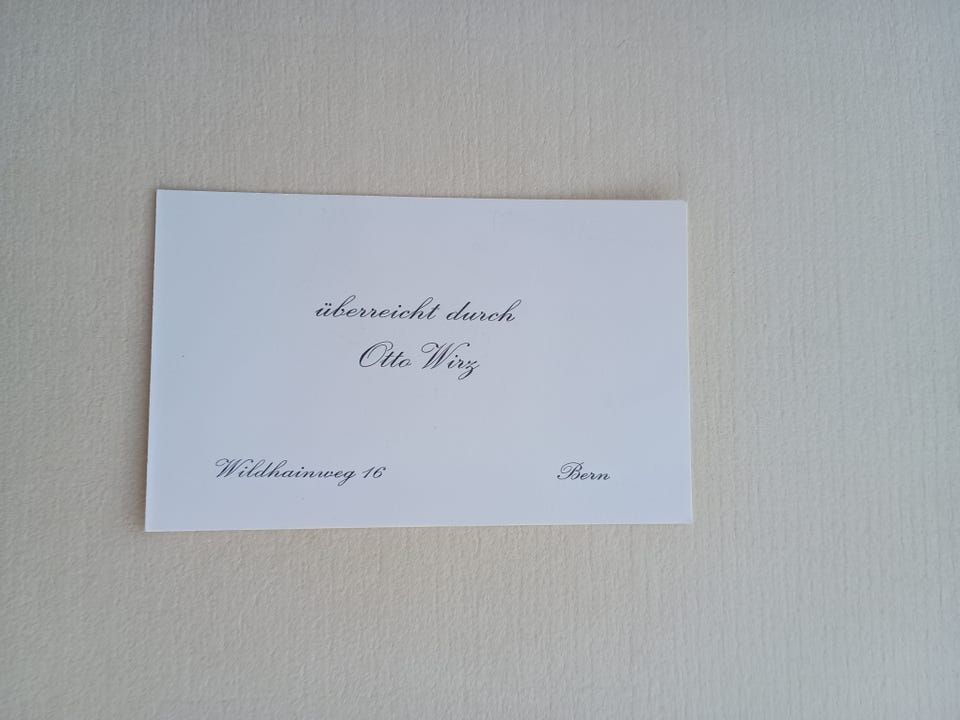 überreicht durch
Otto Wirz
Wildhainweg 16 Bern